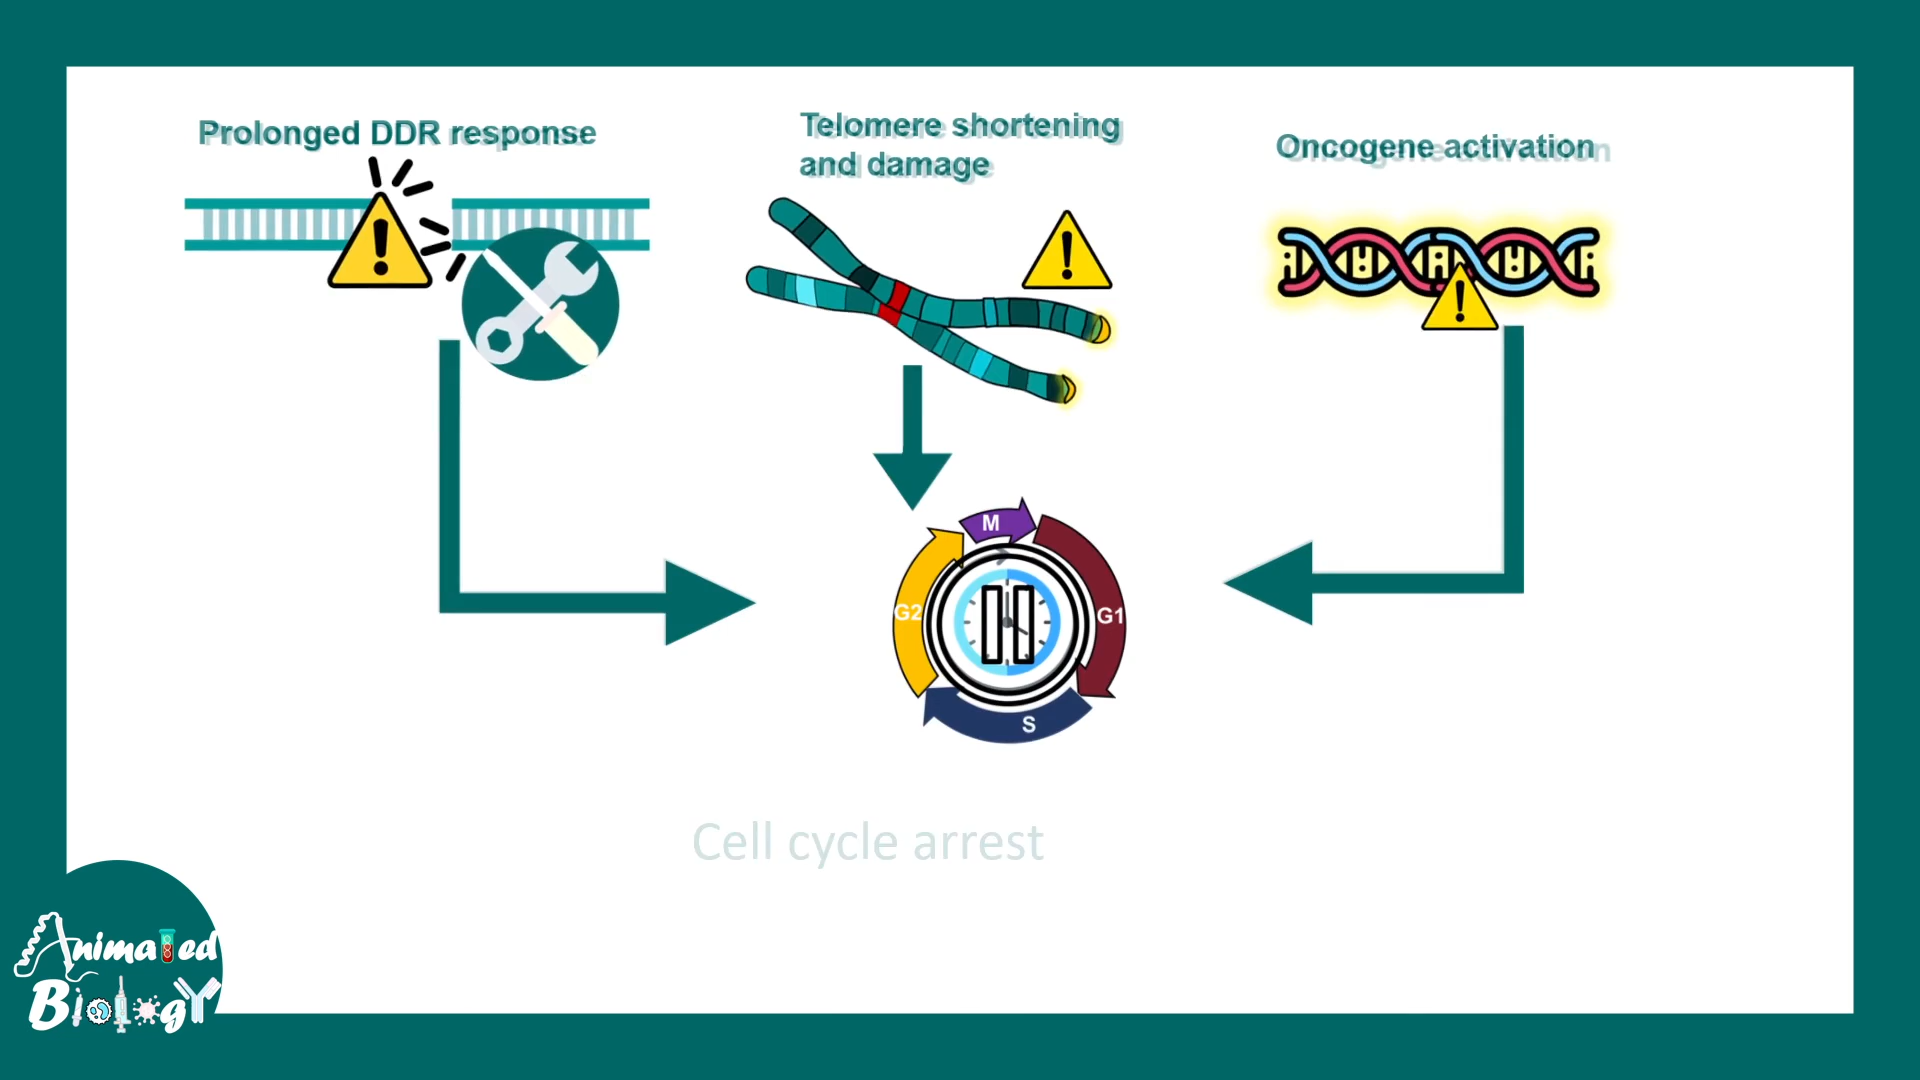 Prolonged DDR response
Telomere shortening
and damage
Oncogene activation
M
G1
G2
S
Cell cycle arrest
Animated
Biology